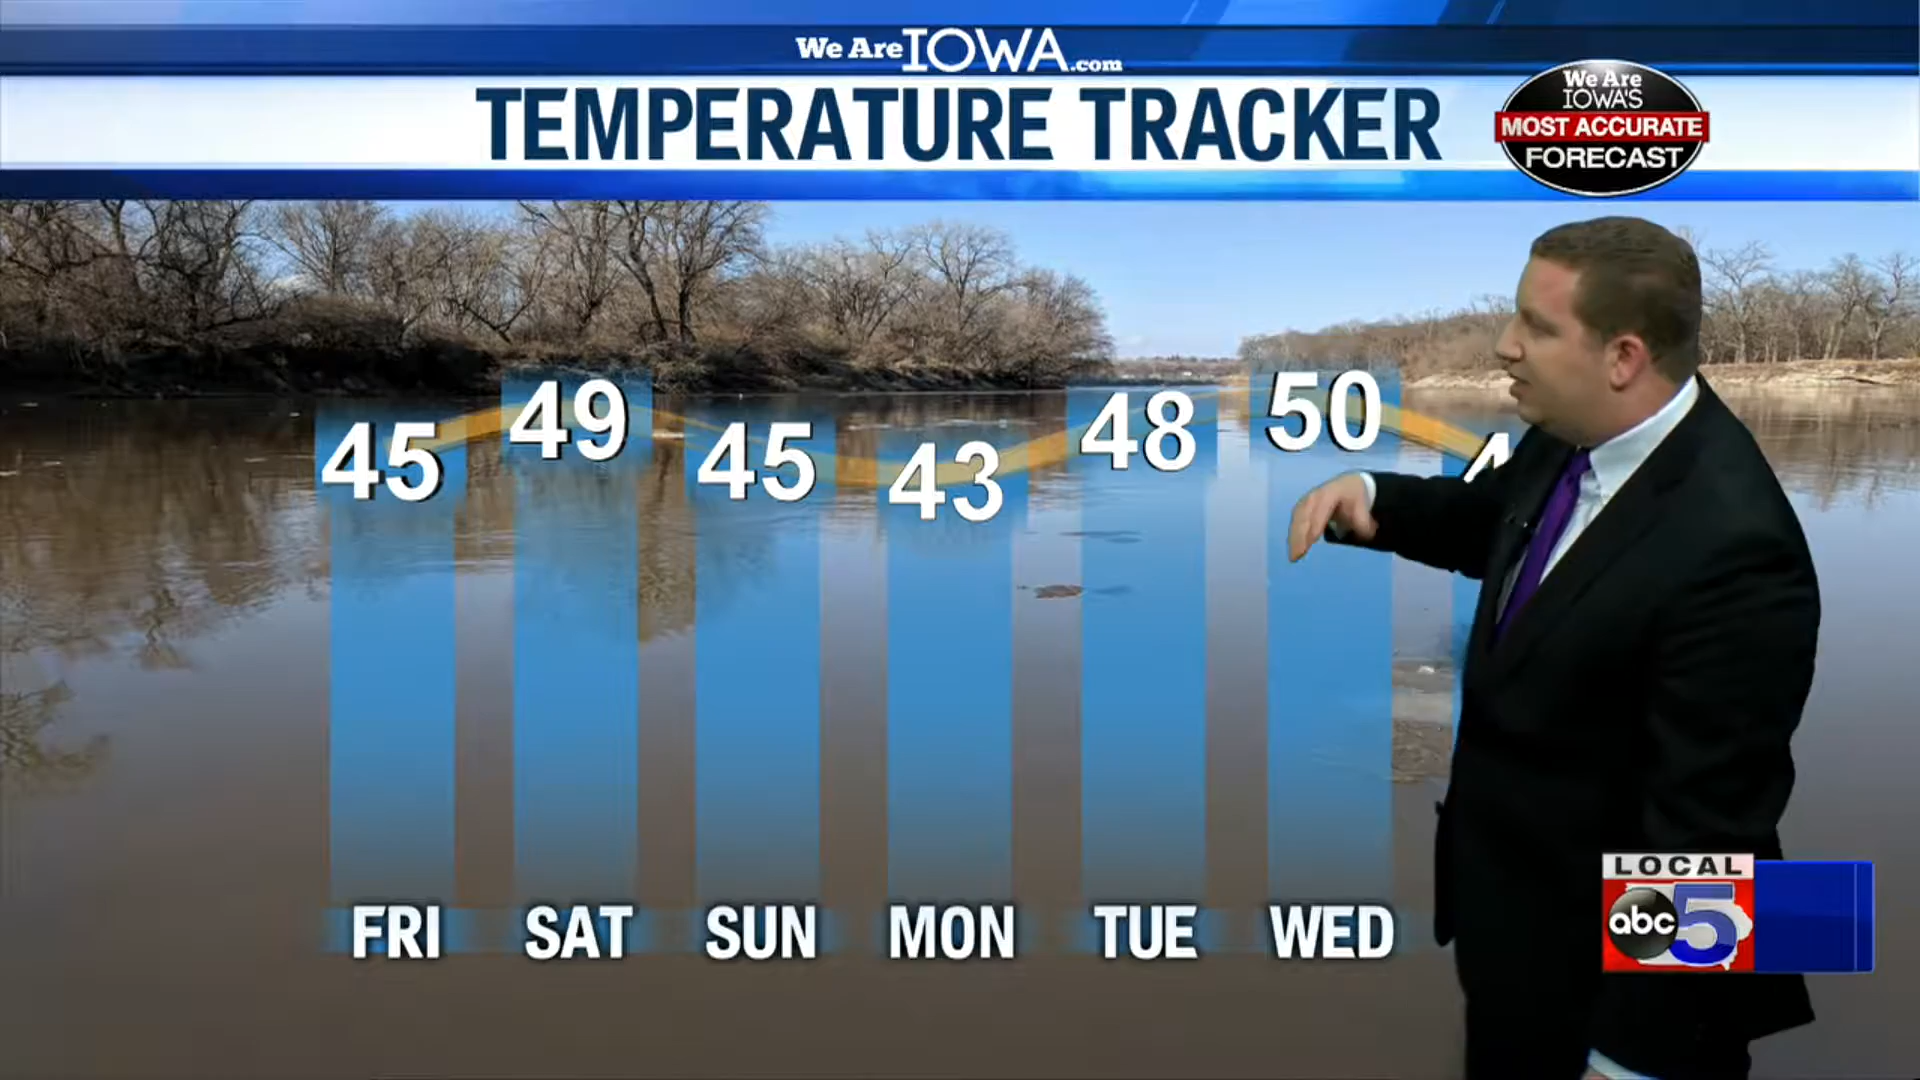 We Are IOWA.com
TEMPERATURE TRACKER
We Are
IOWA'S
MOST ACCURATE
FORECAST
45 49 45 43 48 50 4
FRI SAT SUN MON TUE WED
LOCAL
abc 5